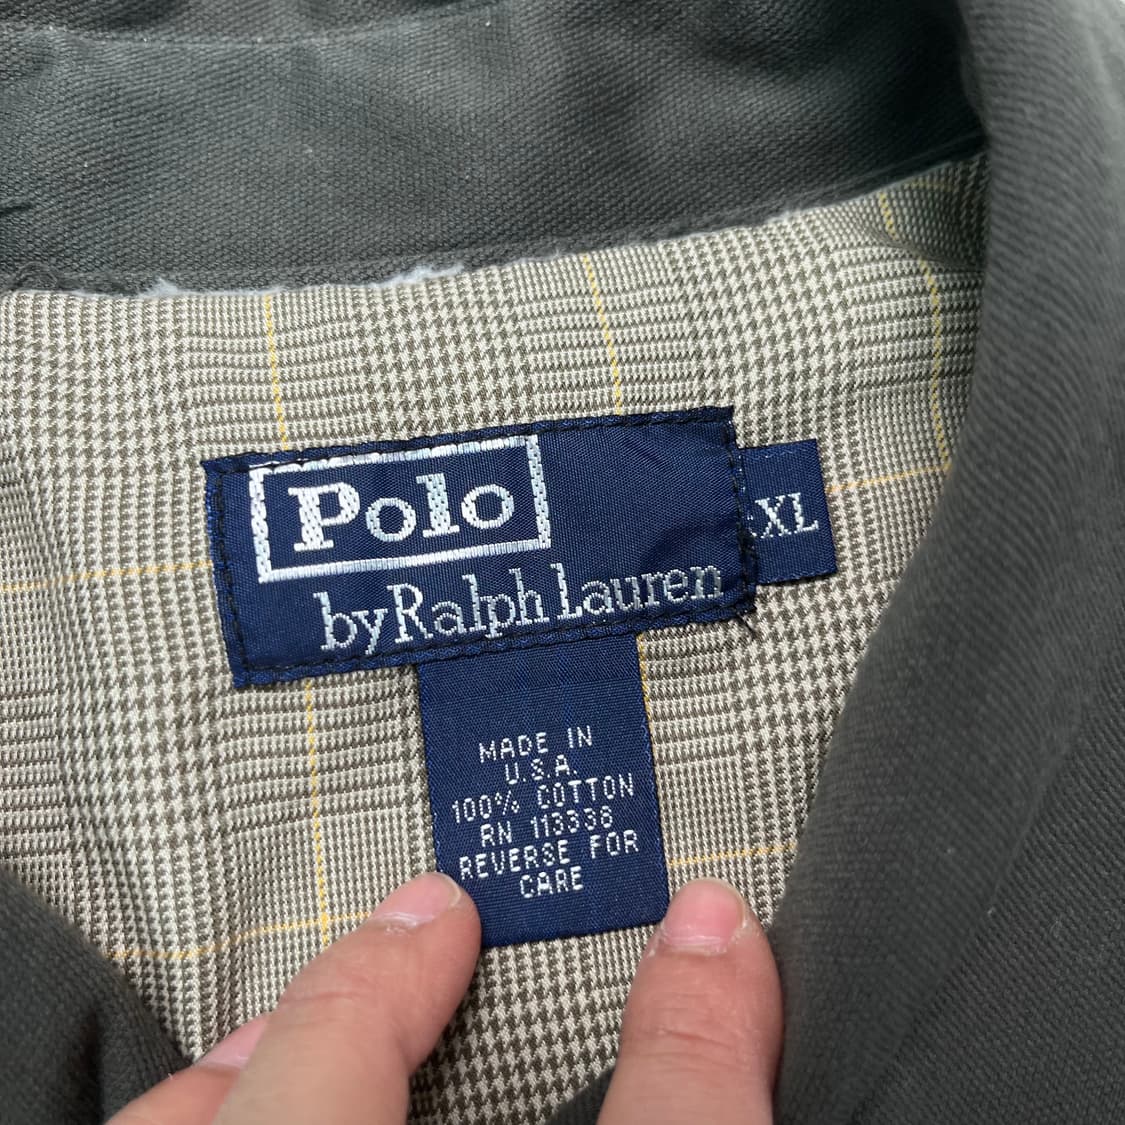 Polo
by Ralph Lauren
XL
MADE IN
U.S.A.
100% COTTON
RN 113338
REVERSE FOR
CARE